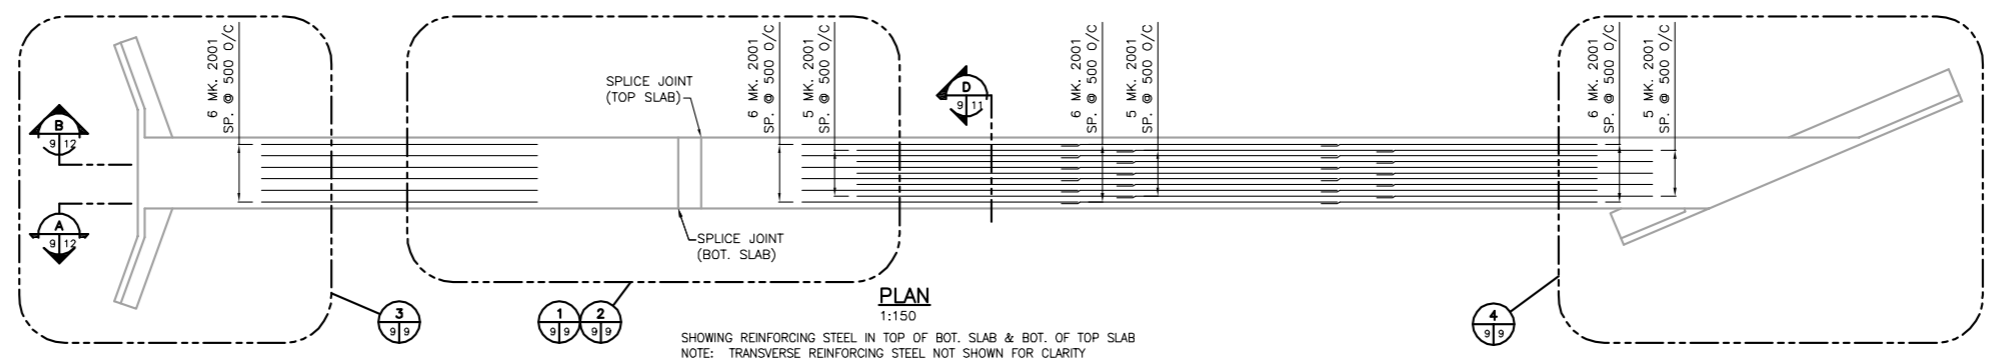 6 MK. 2001
SP. @ 500 O/C
6 MK. 2001
SP. @ 500 O/C
5 MK. 2001
SP. @ 500 O/C
6 MK. 2001
SP. @ 500 O/C
5 MK. 2001
SP. @ 500 O/C
6 MK. 2001
SP. @ 500 O/C
5 MK. 2001
SP. @ 500 O/C
SPLICE JOINT
(TOP SLAB)
D
9 11
B
9 12
A
9 12
SPLICE JOINT
(BOT. SLAB)
3
9 9
1
9 9
2
9 9
4
9 9
PLAN
1:150
SHOWING REINFORCING STEEL IN TOP OF BOT. SLAB & BOT. OF TOP SLAB
NOTE: TRANSVERSE REINFORCING STEEL NOT SHOWN FOR CLARITY